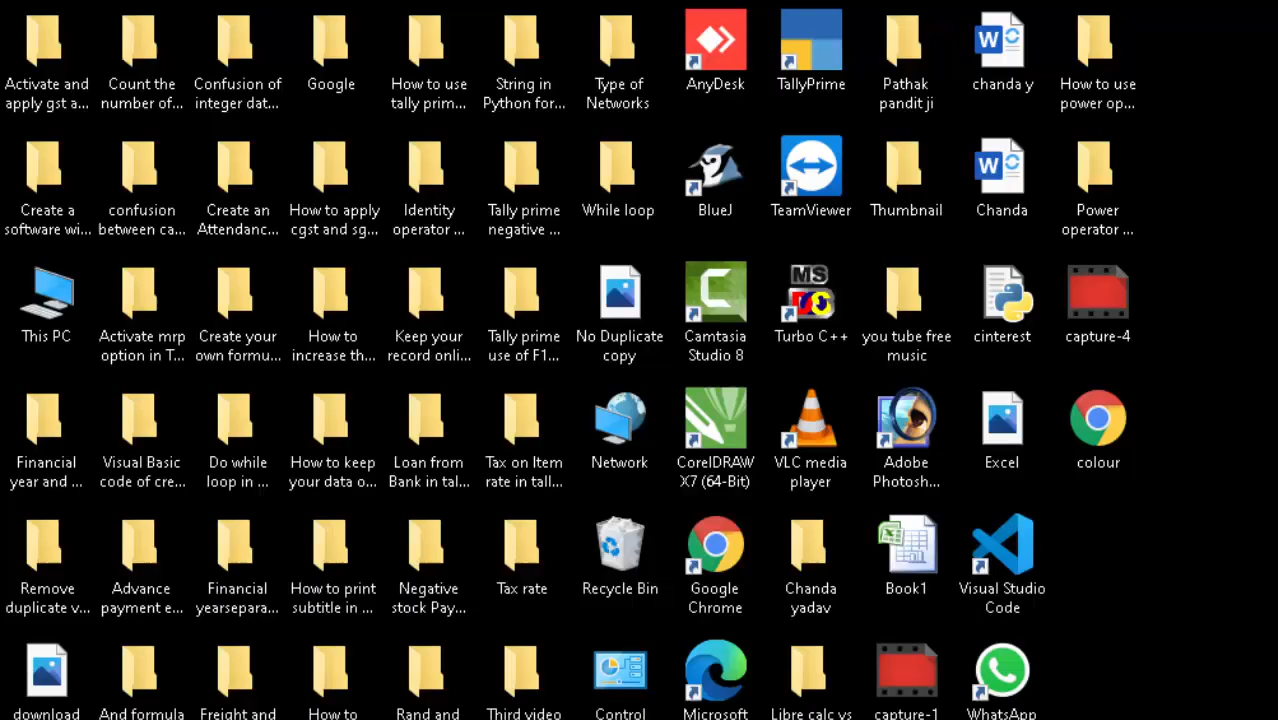 Activate and
apply gst a...
Count the
number of...
Confusion of
integer dat...
Google
How to use
tally prim...
String in
Python for...
Type of
Networks
AnyDesk
TallyPrime
Pathak
pandit ji
W
chanda y
How to use
power op...
Create a
software wi...
confusion
between ca...
Create an
Attendanc...
How to apply
cgst and sg...
Identity
operator ...
Tally prime
negative ...
While loop
BlueJ
TeamViewer
Thumbnail
W
Chanda
Power
operator ...
This PC
Activate mrp
option in T...
Create your
own formu...
How to
increase th...
Keep your
record onli...
Tally prime
use of F1...
No Duplicate
copy
C
Camtasia
Studio 8
MS
Turbo C++
you tube free
music
cinterest
capture-4
Financial
year and ...
Visual Basic
code of cre...
Do while
loop in ...
How to keep
your data o...
Loan from
Bank in tal...
Tax on Item
rate in tall...
Network
CorelDRAW
X7 (64-Bit)
VLC media
player
Adobe
Photosh...
Excel
colour
Remove
duplicate v...
Advance
payment e...
Financial
yearsepara...
How to print
subtitle in ...
Negative
stock Pay...
Tax rate
Recycle Bin
Google
Chrome
Chanda
yadav
X
Book1
Visual Studio
Code
download
And formula
Freight and
How to
Rand and
Third video
Control
Microsoft
Libre calc vs
capture-1
WhatsApp